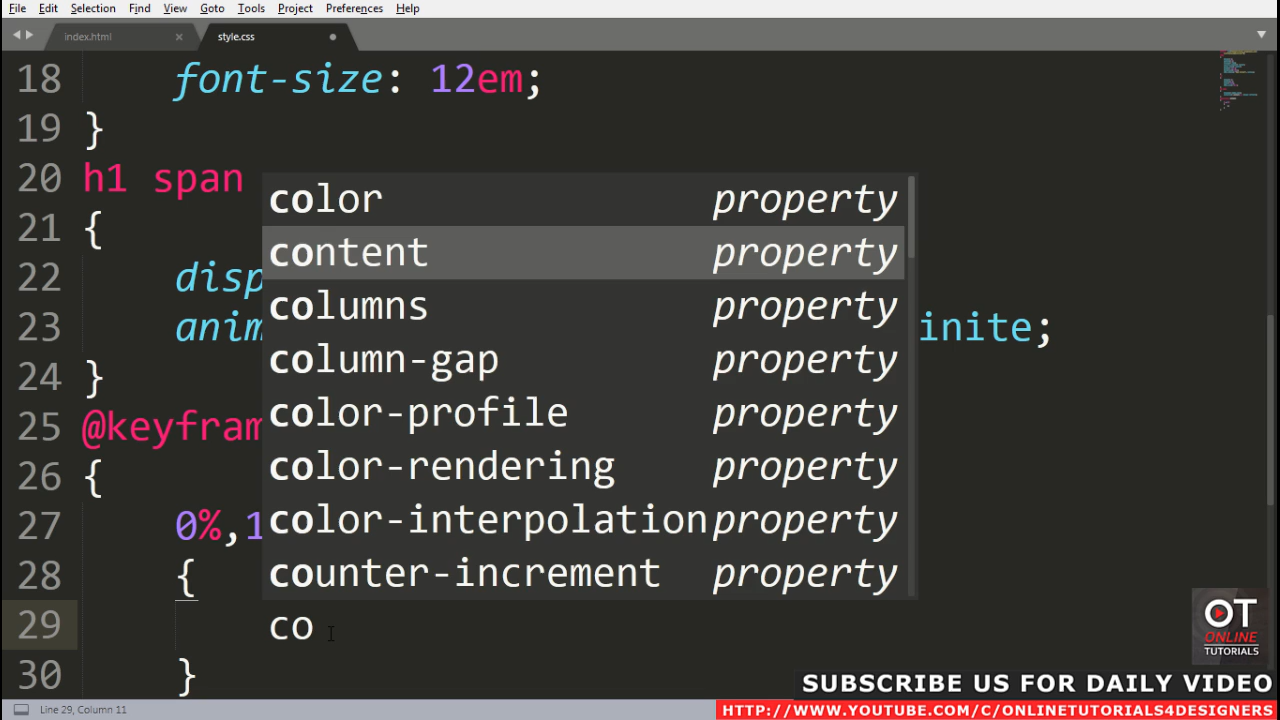 File Edit Selection Find View Goto Tools Project Preferences Help
index.html style.css
18 font-size: 12em;
19 }
20 h1 span
color property
21 {
content property
22 disp
columns property
23 anim inite;
column-gap property
24 }
color-profile property
25 @keyfram
color-rendering property
26 {
color-interpolation property
27 0%,1
counter-increment property
28 {
29 co
30 }
OT
ONLINE
TUTORIALS
SUBSCRIBE US FOR DAILY VIDEO
Line 29, Column 11
HTTP://WWW.YOUTUBE.COM/C/ONLINETUTORIALS4DESIGNERS